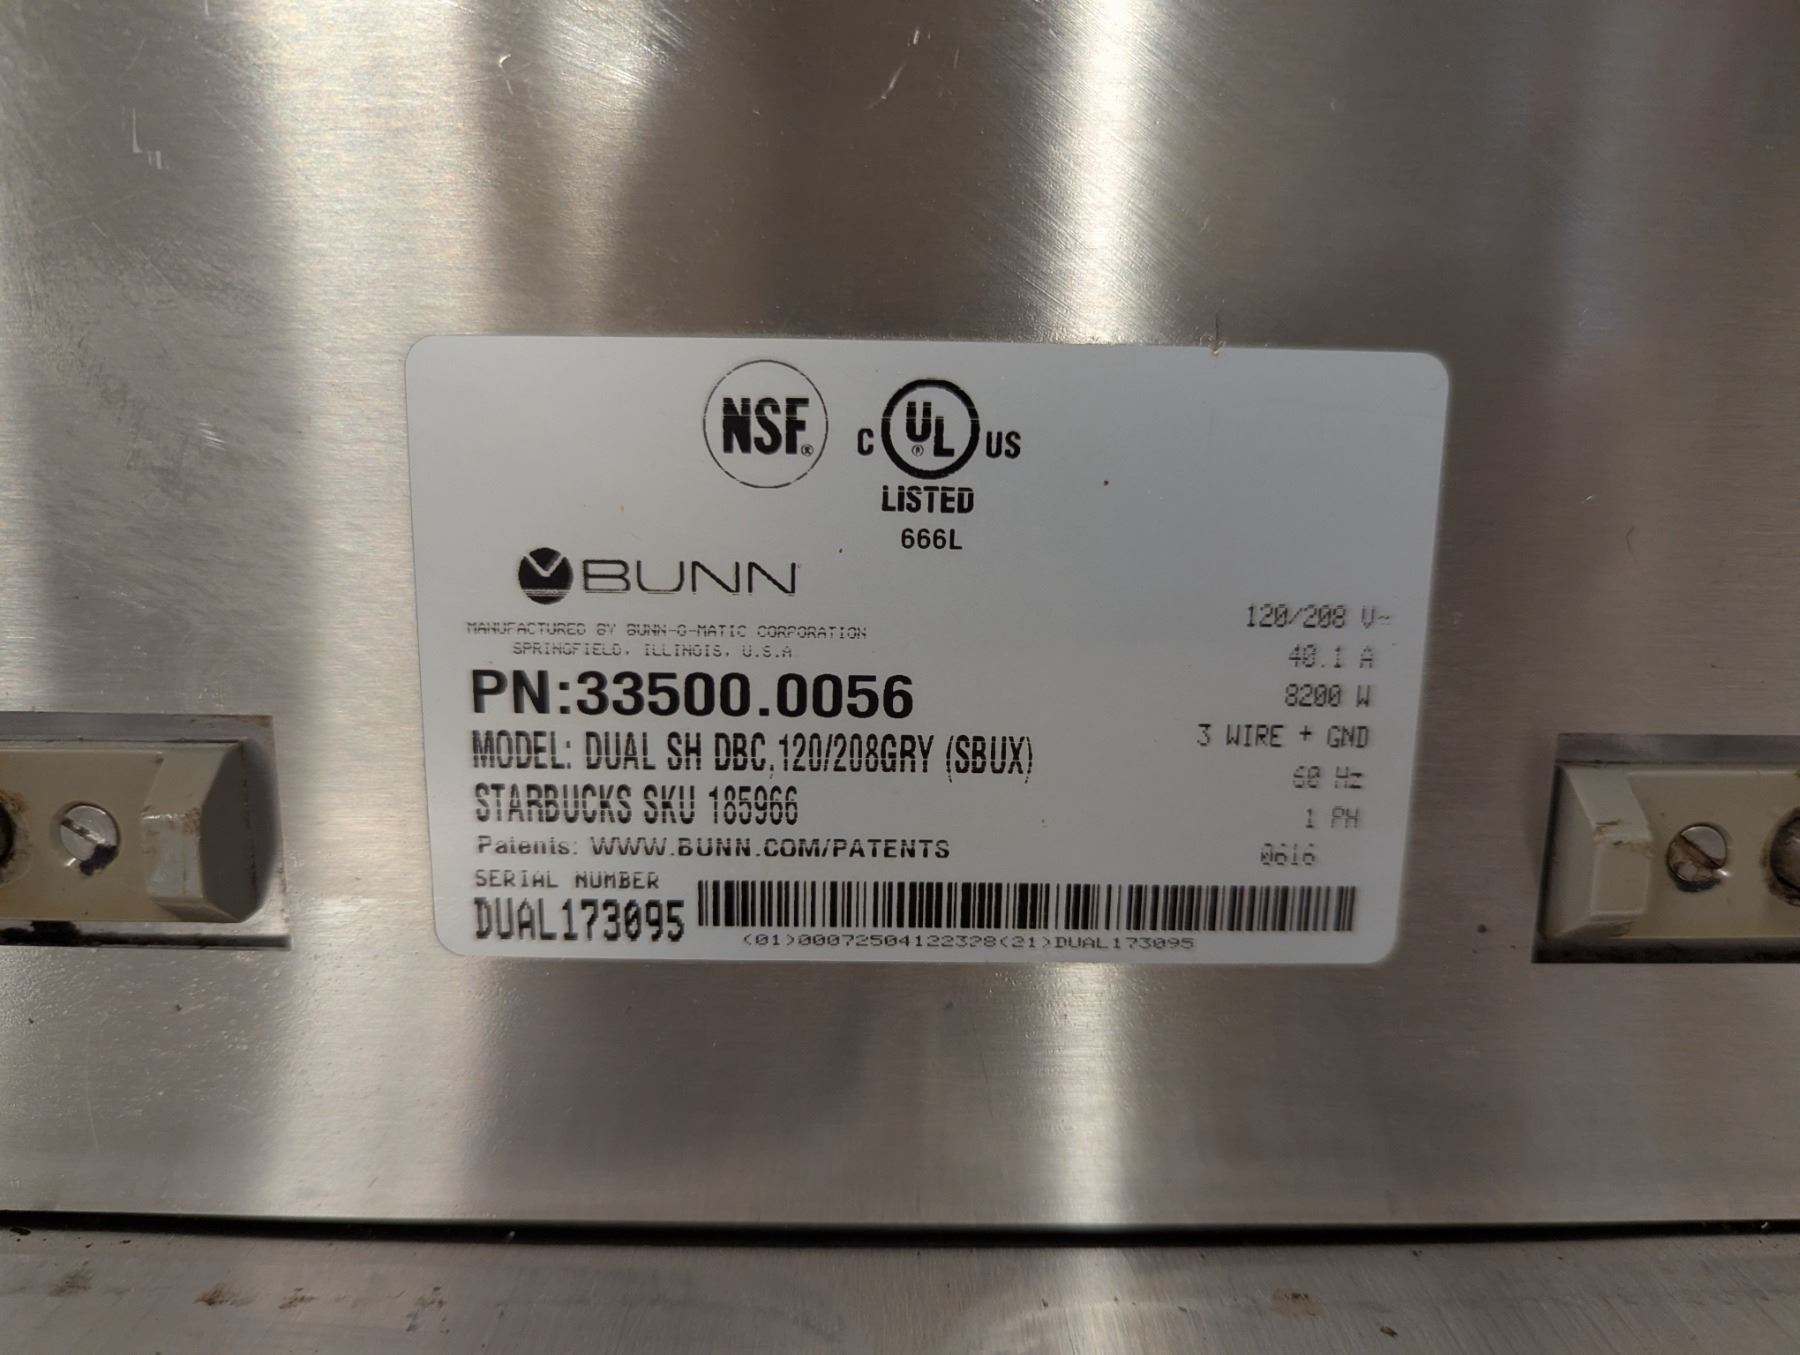 NSF®
C UL® US
LISTED
666L
BUNN
MANUFACTURED BY BUNN-O-MATIC CORPORATION
SPRINGFIELD, ILLINOIS, U.S.A
PN:33500.0056
MODEL: DUAL SH DBC,120/208GRY (SBUX)
STARBUCKS SKU 185966
Patents: WWW.BUNN.COM/PATENTS
SERIAL NUMBER
DUAL173095
(01)00072504122328(21)DUAL173095
120/208 V~
40.1 A
8200 W
3 WIRE + GND
60 Hz
1 PH
0616